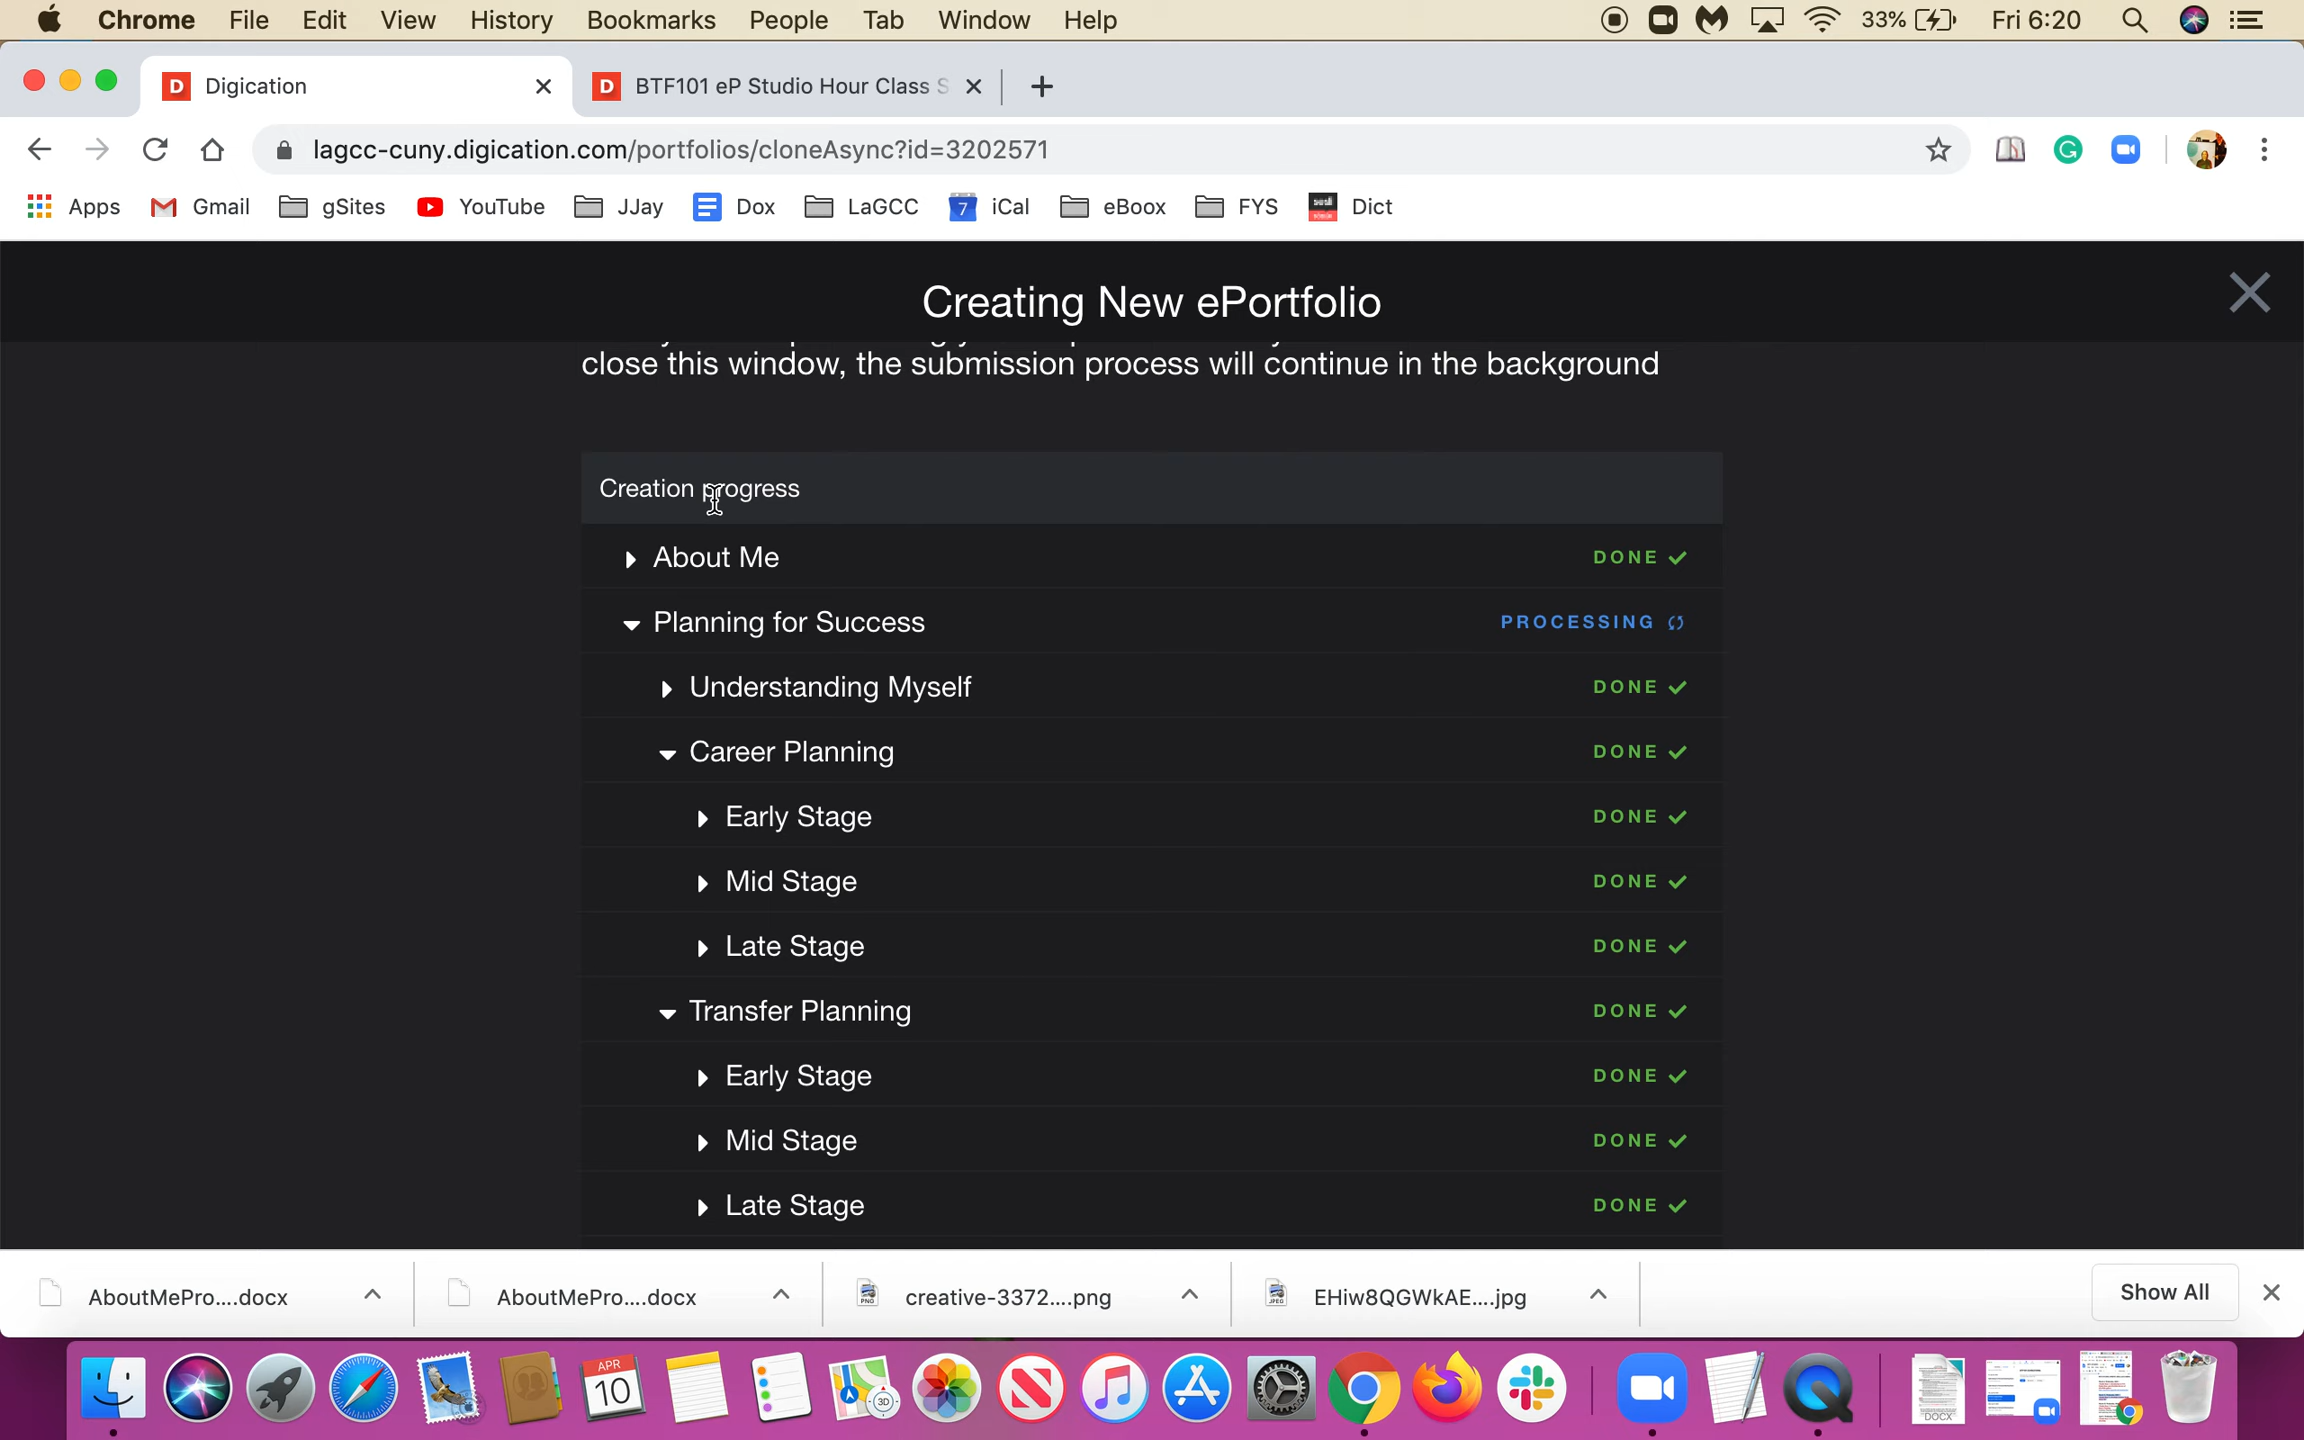 Chrome File Edit View History Bookmarks People Tab Window Help 33% Fri 6:20
Digication BTF101 eP Studio Hour Class S
lagcc-cuny.digication.com/portfolios/cloneAsync?id=3202571
Apps Gmail gSites YouTube JJay Dox LaGCC 7 iCal eBoox FYS Dict
Creating New ePortfolio
close this window, the submission process will continue in the background
Creation progress
About Me DONE
Planning for Success PROCESSING
Understanding Myself DONE
Career Planning DONE
Early Stage DONE
Mid Stage DONE
Late Stage DONE
Transfer Planning DONE
Early Stage DONE
Mid Stage DONE
Late Stage DONE
AboutMePro....docx AboutMePro....docx creative-3372....png EHiw8QGWkAE....jpg Show All
APR
10
3D
DOCX